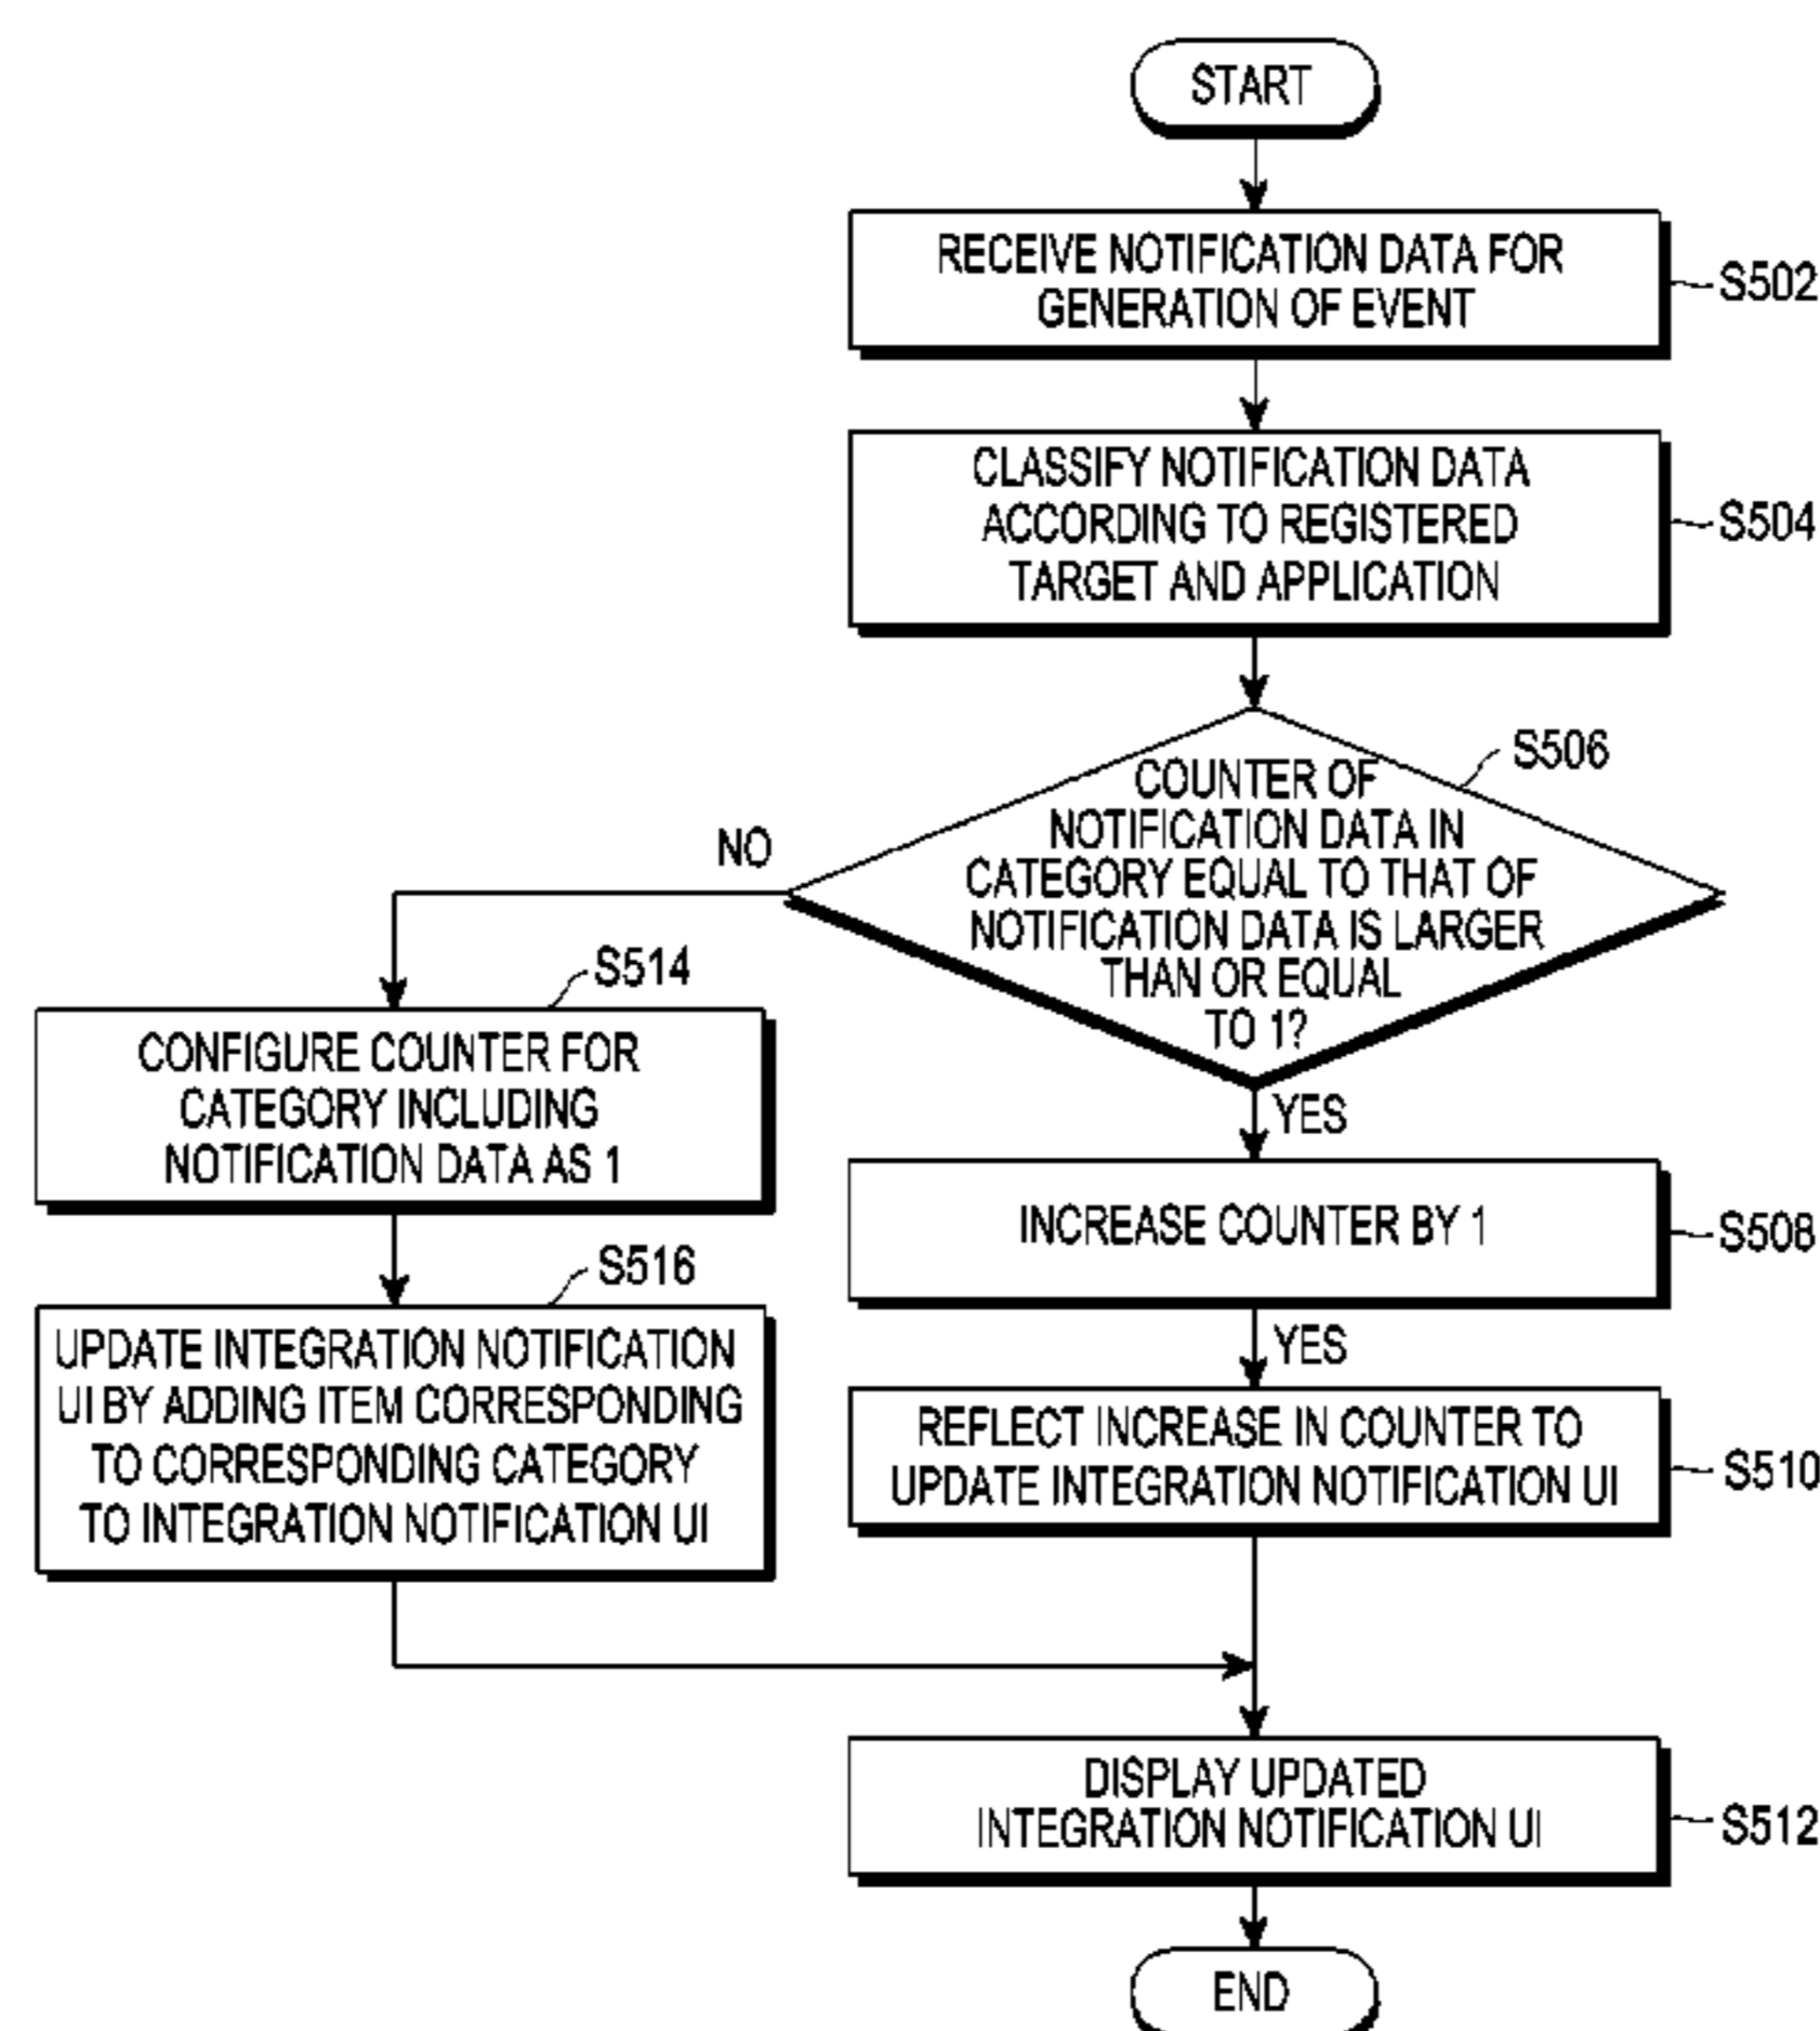 START
RECEIVE NOTIFICATION DATA FOR
GENERATION OF EVENT
S502
CLASSIFY NOTIFICATION DATA
ACCORDING TO REGISTERED
TARGET AND APPLICATION
S504
COUNTER OF
NOTIFICATION DATA IN
CATEGORY EQUAL TO THAT OF
NOTIFICATION DATA IS LARGER
THAN OR EQUAL
TO 1?
S506
NO
YES
S514
CONFIGURE COUNTER FOR
CATEGORY INCLUDING
NOTIFICATION DATA AS 1
INCREASE COUNTER BY 1
S508
S516
UPDATE INTEGRATION NOTIFICATION
UI BY ADDING ITEM CORRESPONDING
TO CORRESPONDING CATEGORY
TO INTEGRATION NOTIFICATION UI
YES
REFLECT INCREASE IN COUNTER TO
UPDATE INTEGRATION NOTIFICATION UI
S510
DISPLAY UPDATED
INTEGRATION NOTIFICATION UI
S512
END